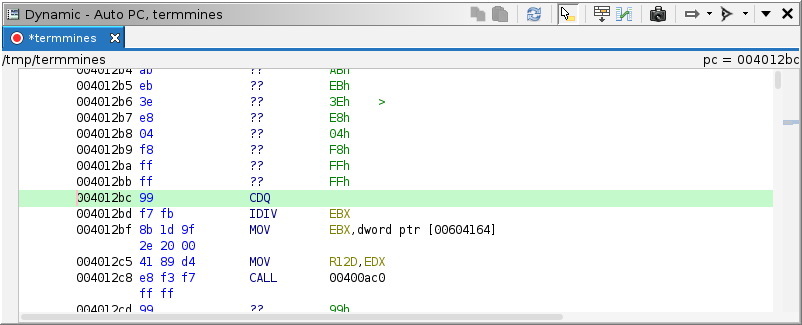 Dynamic - Auto PC, termmines
*termmines
/tmp/termmines pc = 004012bc
004012b4 ab ?? ABh
004012b5 eb ?? EBh
004012b6 3e ?? 3Eh >
004012b7 e8 ?? E8h
004012b8 04 ?? 04h
004012b9 f8 ?? F8h
004012ba ff ?? FFh
004012bb ff ?? FFh
004012bc 99 CDQ
004012bd f7 fb IDIV EBX
004012bf 8b 1d 9f MOV EBX,dword ptr [00604164]
2e 20 00
004012c5 41 89 d4 MOV R12D,EDX
004012c8 e8 f3 f7 CALL 00400ac0
ff ff
004012cd 99 ?? 99h